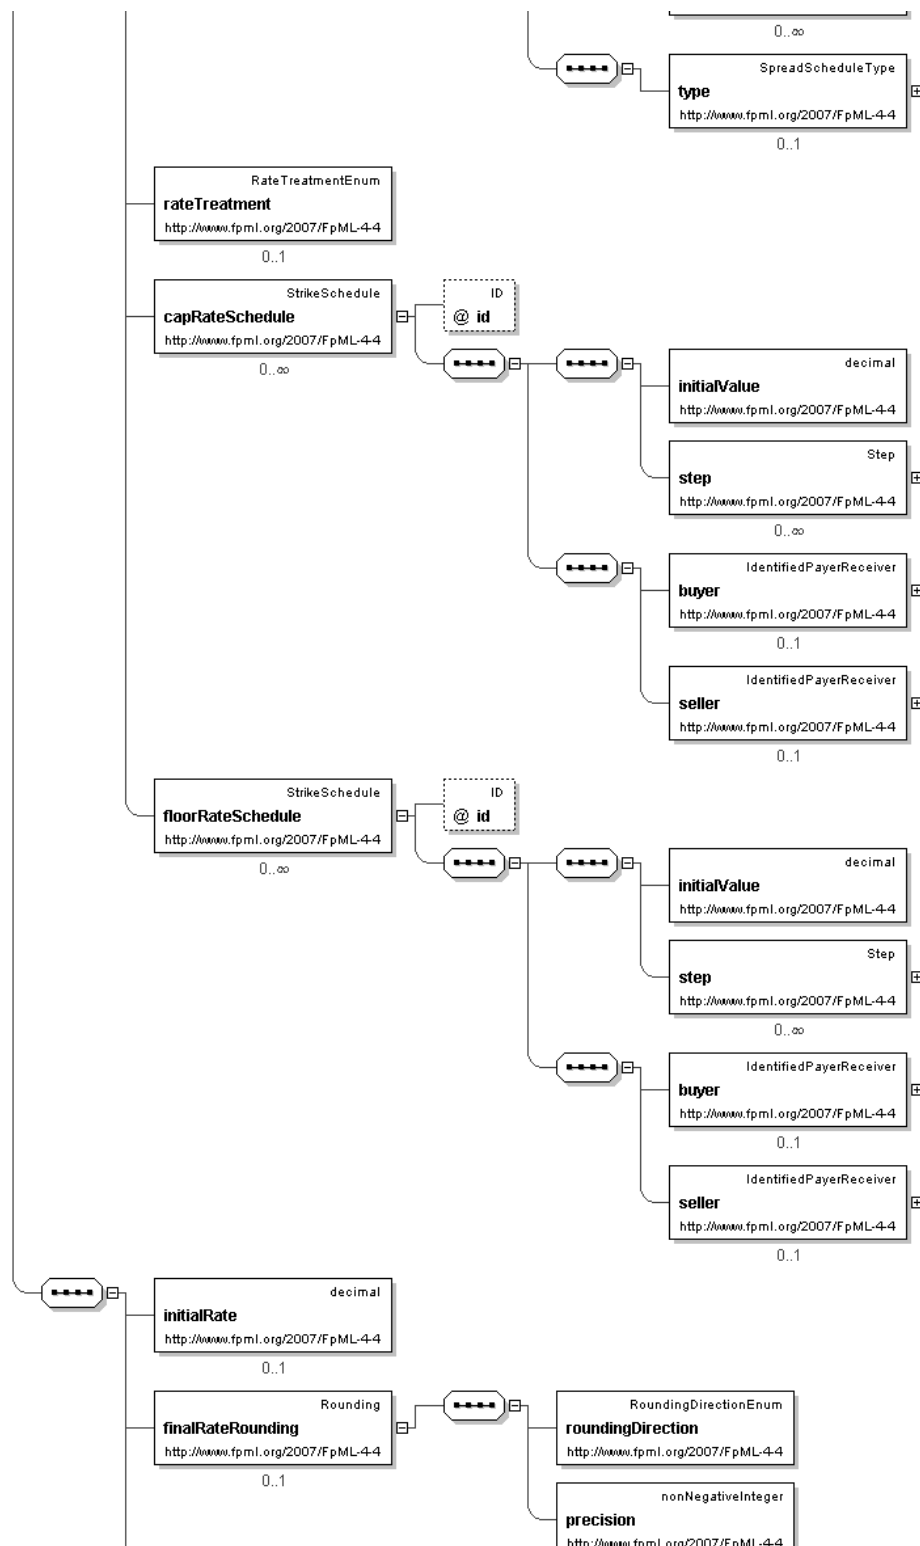 0..∞
SpreadScheduleType
type
http://www.fpml.org/2007/FpML-4-4
0..1
RateTreatmentEnum
rateTreatment
http://www.fpml.org/2007/FpML-4-4
0..1
StrikeSchedule
capRateSchedule
http://www.fpml.org/2007/FpML-4-4
0..∞
ID
@ id
decimal
initialValue
http://www.fpml.org/2007/FpML-4-4
Step
step
http://www.fpml.org/2007/FpML-4-4
0..∞
IdentifiedPayerReceiver
buyer
http://www.fpml.org/2007/FpML-4-4
0..1
IdentifiedPayerReceiver
seller
http://www.fpml.org/2007/FpML-4-4
0..1
StrikeSchedule
floorRateSchedule
http://www.fpml.org/2007/FpML-4-4
0..∞
ID
@ id
decimal
initialValue
http://www.fpml.org/2007/FpML-4-4
Step
step
http://www.fpml.org/2007/FpML-4-4
0..∞
IdentifiedPayerReceiver
buyer
http://www.fpml.org/2007/FpML-4-4
0..1
IdentifiedPayerReceiver
seller
http://www.fpml.org/2007/FpML-4-4
0..1
decimal
initialRate
http://www.fpml.org/2007/FpML-4-4
0..1
Rounding
finalRateRounding
http://www.fpml.org/2007/FpML-4-4
0..1
RoundingDirectionEnum
roundingDirection
http://www.fpml.org/2007/FpML-4-4
nonNegativeInteger
precision
http://www.fpml.org/2007/FpML-4-4